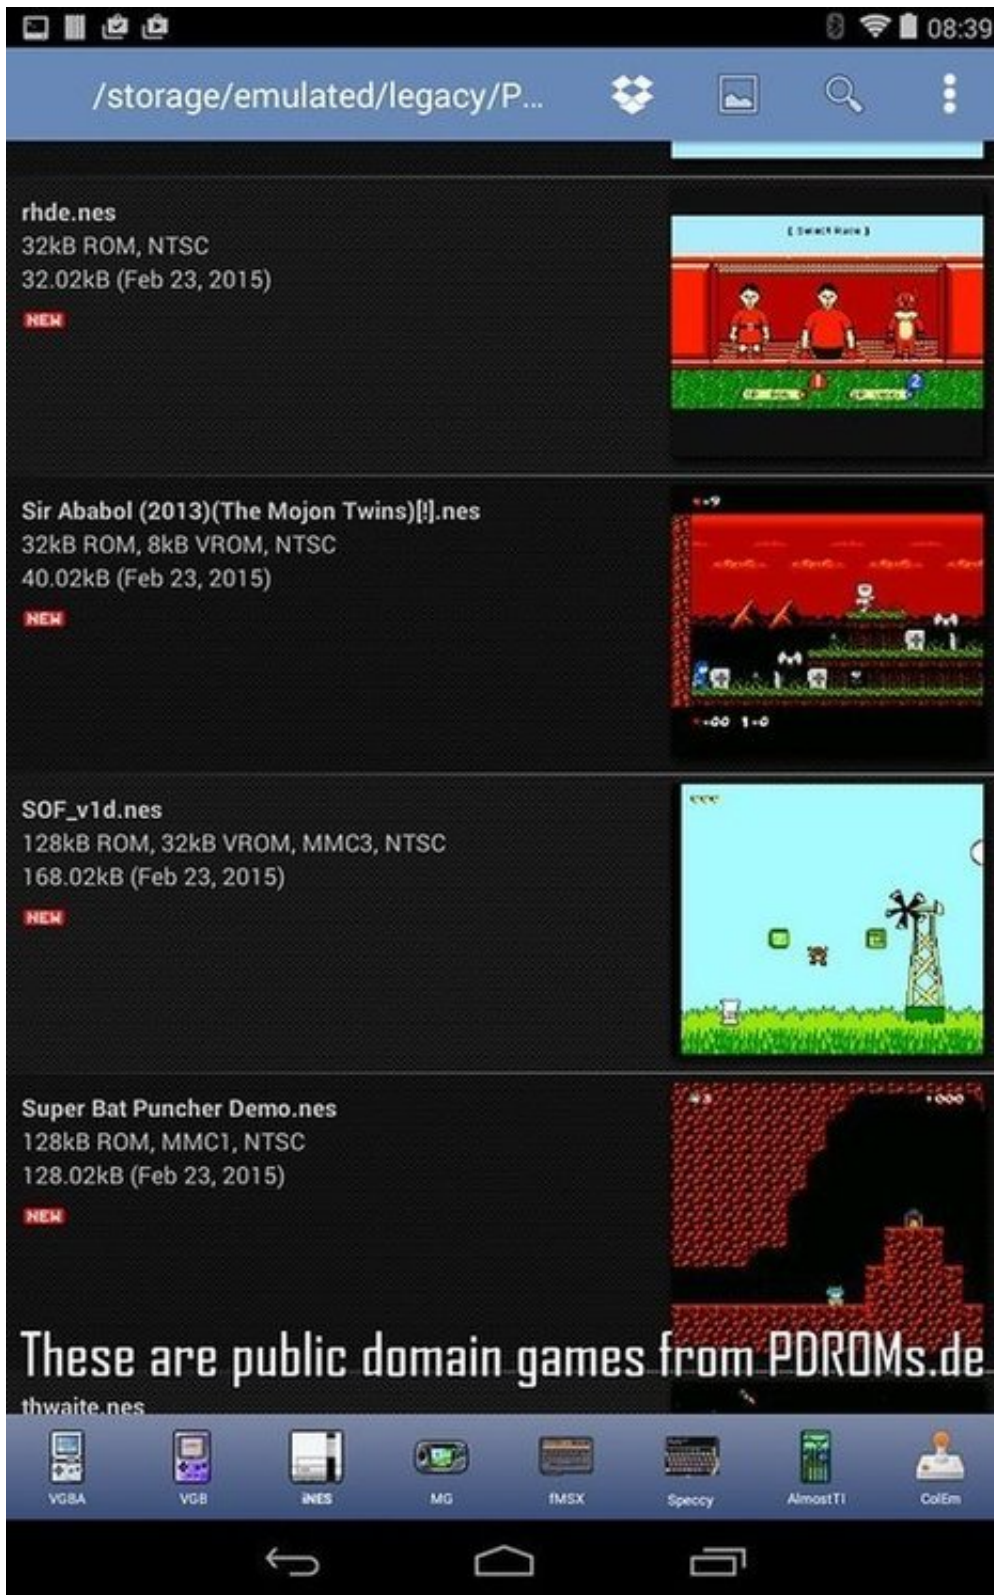 08:39
/storage/emulated/legacy/P...
rhde.nes
32kB ROM, NTSC
32.02kB (Feb 23, 2015)
NEW
Sir Ababol (2013)(The Mojon Twins)[!].nes
32kB ROM, 8kB VROM, NTSC
40.02kB (Feb 23, 2015)
NEW
SOF_v1d.nes
128kB ROM, 32kB VROM, MMC3, NTSC
168.02kB (Feb 23, 2015)
NEW
Super Bat Puncher Demo.nes
128kB ROM, MMC1, NTSC
128.02kB (Feb 23, 2015)
NEW
These are public domain games from PDROMs.de
thwaite.nes
VGBA
VGB
iNES
MG
fMSX
Speccy
AlmostTI
ColEm